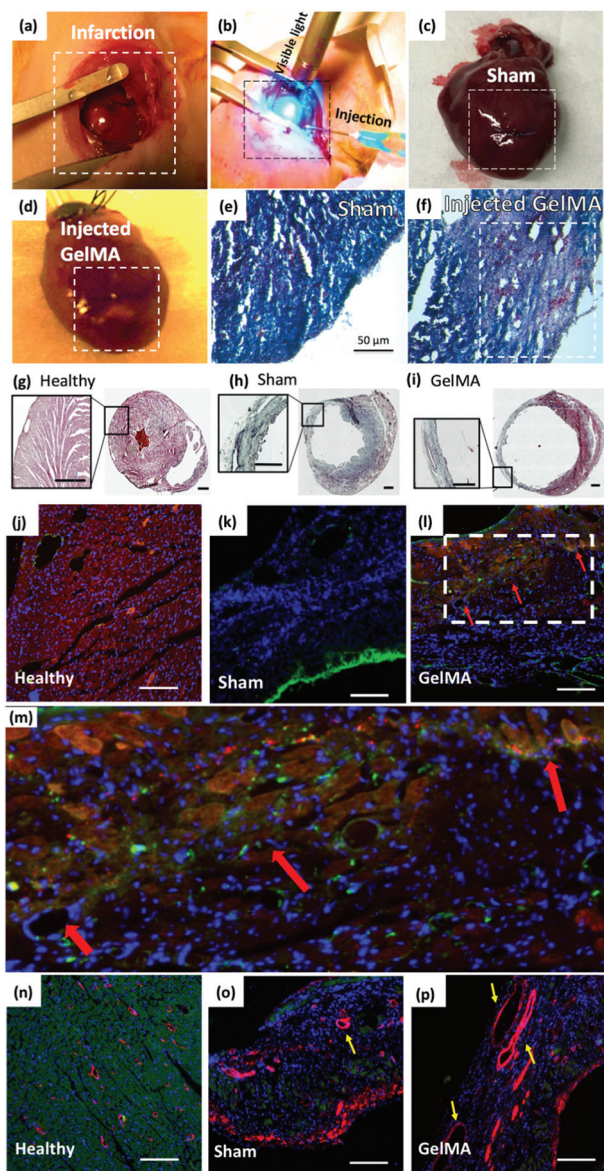 (a)
Infarction
(b)
Visible light
Injection
(c)
Sham
(d)
Injected
GelMA
(e)
Sham
50 µm
(f)
Injected GelMA
(g) Healthy
(h) Sham
(i) GelMA
(j)
Healthy
(k)
Sham
(l)
GelMA
(m)
(n)
Healthy
(o)
Sham
(p)
GelMA